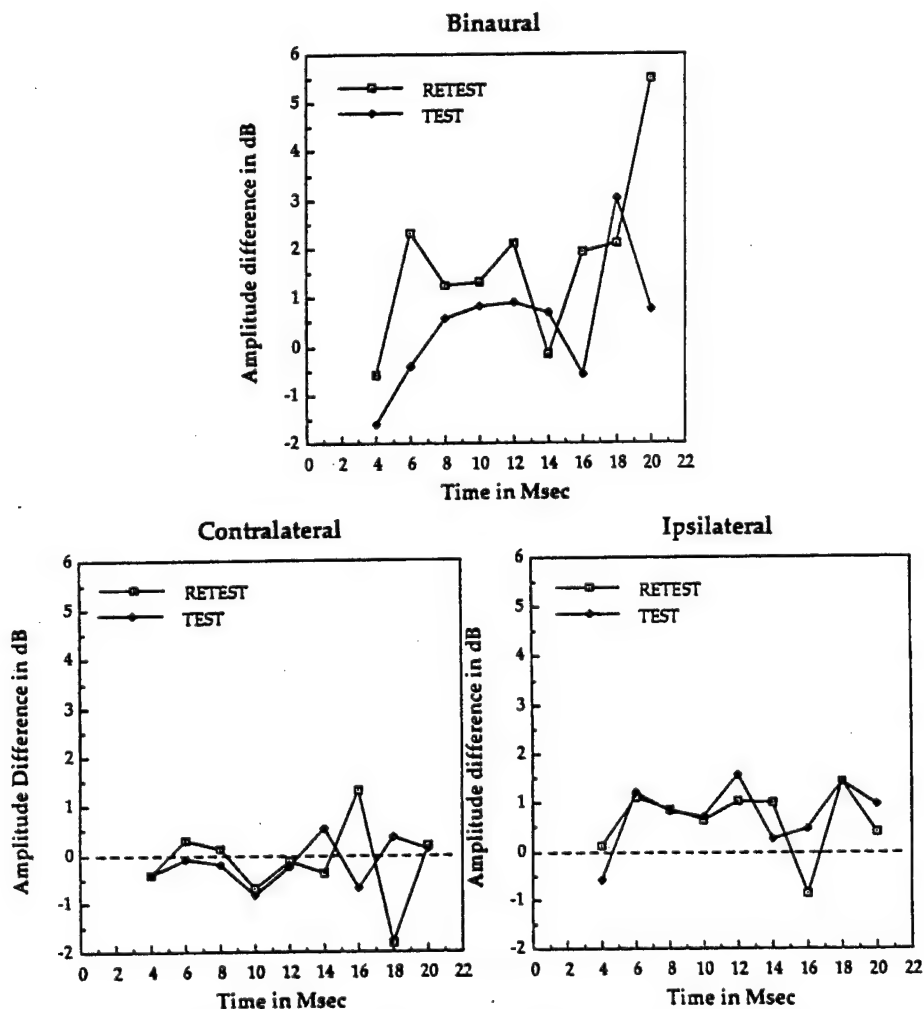 Binaural
Amplitude difference in dB
6
5
4
3
2
1
0
-1
-2
RETEST
TEST
0 2 4 6 8 10 12 14 16 18 20 22
Time in Msec
Contralateral
Amplitude Difference in dB
6
5
4
3
2
1
0
-1
-2
RETEST
TEST
0 2 4 6 8 10 12 14 16 18 20 22
Time in Msec
Ipsilateral
Amplitude difference in dB
6
5
4
3
2
1
0
-1
-2
RETEST
TEST
0 2 4 6 8 10 12 14 16 18 20 22
Time in Msec